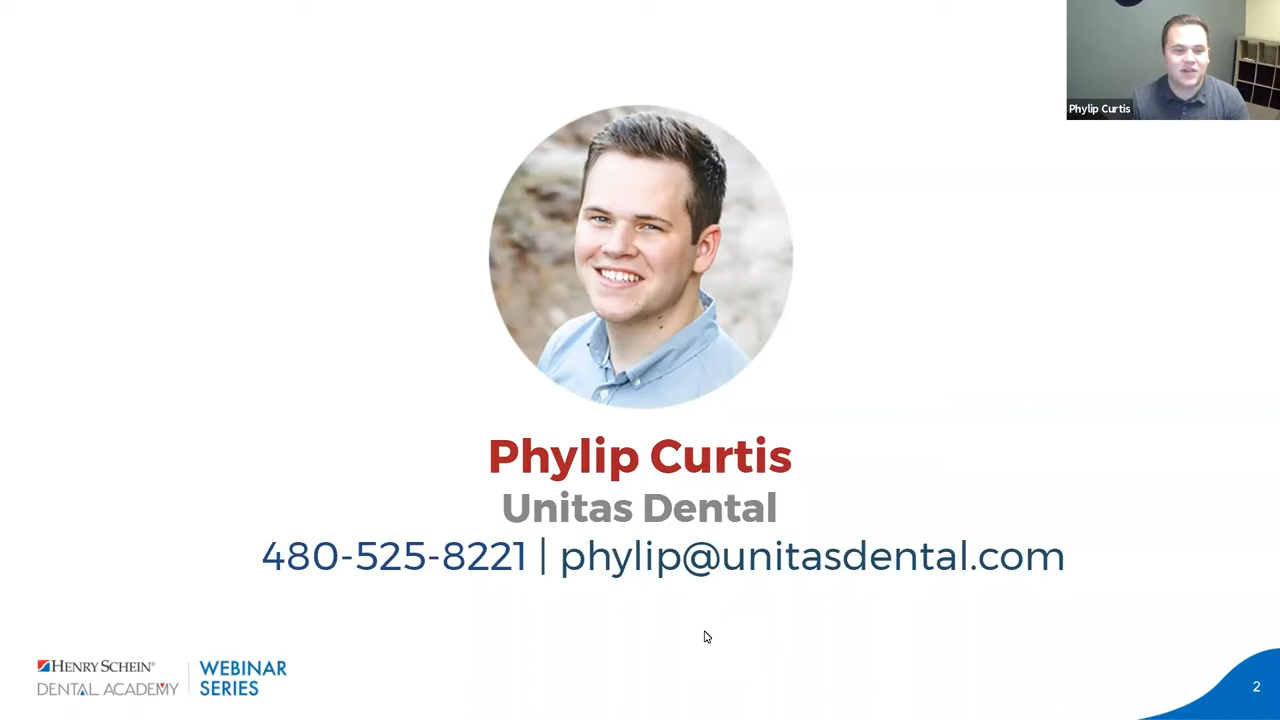 Phylip Curtis
Phylip Curtis
Unitas Dental
480-525-8221 | phylip@unitasdental.com
HENRY SCHEIN®
DENTAL ACADEMY
WEBINAR
SERIES
2